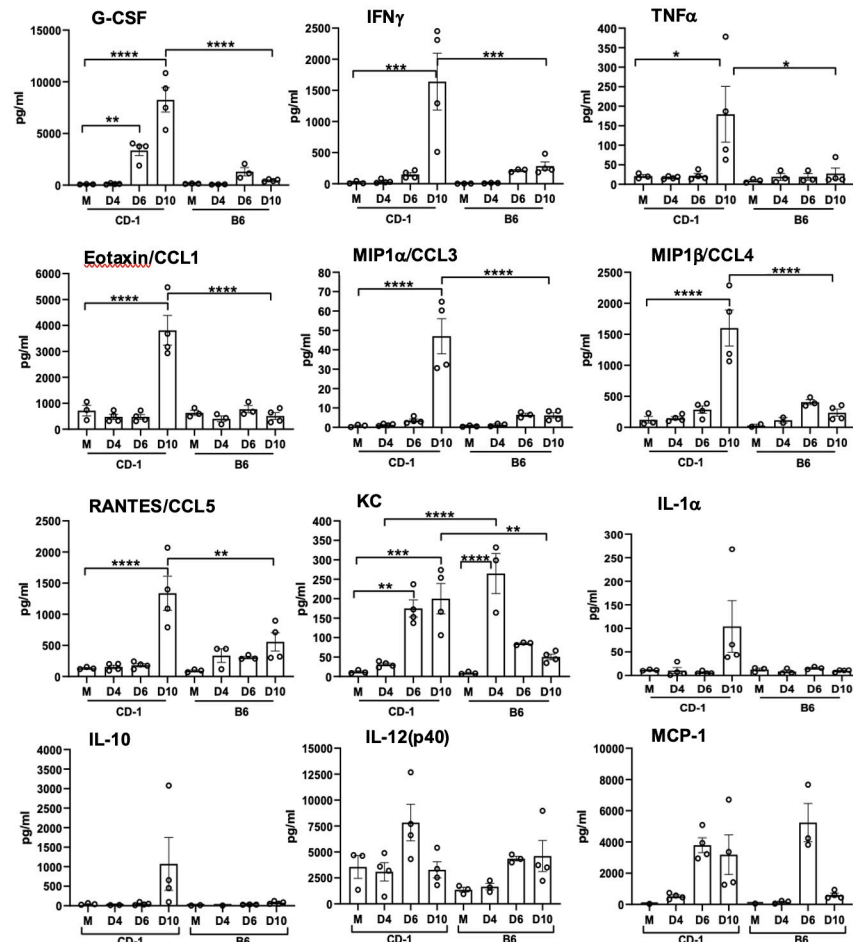 G-CSF
pg/ml
15000
10000
5000
0
****
****
**
M D4 D6 D10 M D4 D6 D10
CD-1 B6
IFNγ
pg/ml
2500
2000
1500
1000
500
0
***
***
M D4 D6 D10 M D4 D6 D10
CD-1 B6
TNFα
pg/ml
400
350
300
250
200
150
100
50
0
*
*
M D4 D6 D10 M D4 D6 D10
CD-1 B6
Eotaxin/CCL1
pg/ml
6000
5000
4000
3000
2000
1000
0
****
****
M D4 D6 D10 M D4 D6 D10
CD-1 B6
MIP1α/CCL3
pg/ml
80
70
60
50
40
30
20
10
0
****
****
M D4 D6 D10 M D4 D6 D10
CD-1 B6
MIP1β/CCL4
pg/ml
2500
2000
1500
1000
500
0
****
****
M D4 D6 D10 M D4 D6 D10
CD-1 B6
RANTES/CCL5
pg/ml
2500
2000
1500
1000
500
0
****
**
M D4 D6 D10 M D4 D6 D10
CD-1 B6
KC
pg/ml
400
350
300
250
200
150
100
50
0
****
**
***
****
**
M D4 D6 D10 M D4 D6 D10
CD-1 B6
IL-1α
pg/ml
300
250
200
150
100
50
0
M D4 D6 D10 M D4 D6 D10
CD-1 B6
IL-10
pg/ml
4000
3500
3000
2500
2000
1500
1000
500
0
M D4 D6 D10 M D4 D6 D10
CD-1 B6
IL-12(p40)
pg/ml
15000
12500
10000
7500
5000
2500
0
M D4 D6 D10 M D4 D6 D10
CD-1 B6
MCP-1
pg/ml
10000
8000
6000
4000
2000
0
M D4 D6 D10 M D4 D6 D10
CD-1 B6